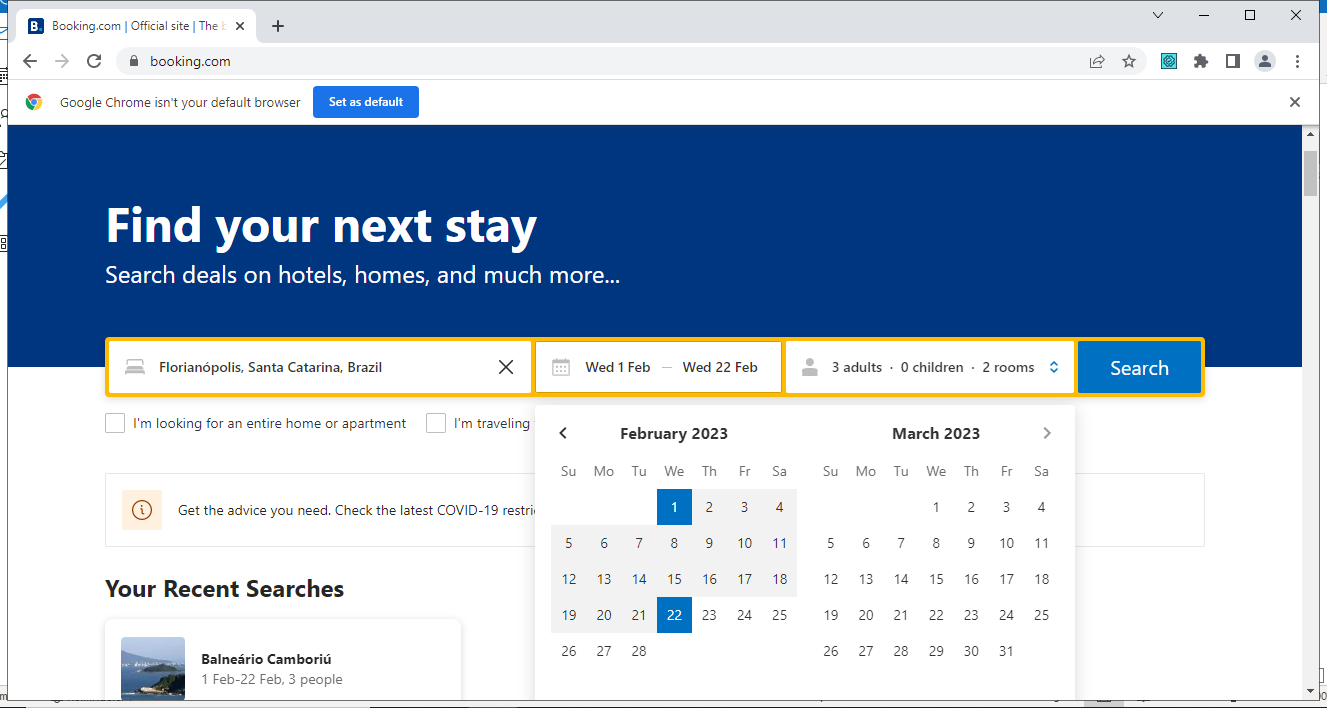 B. Booking.com | Official site | The b
booking.com
Google Chrome isn't your default browser Set as default
Find your next stay
Search deals on hotels, homes, and much more...
Florianópolis, Santa Catarina, Brazil Wed 1 Feb — Wed 22 Feb 3 adults · 0 children · 2 rooms Search
I'm looking for an entire home or apartment I'm traveling
February 2023 March 2023
Su Mo Tu We Th Fr Sa Su Mo Tu We Th Fr Sa
1 2 3 4 1 2 3 4
5 6 7 8 9 10 11 5 6 7 8 9 10 11
12 13 14 15 16 17 18 12 13 14 15 16 17 18
19 20 21 22 23 24 25 19 20 21 22 23 24 25
26 27 28 26 27 28 29 30 31
Get the advice you need. Check the latest COVID-19 restri
Your Recent Searches
Balneário Camboriú
1 Feb-22 Feb, 3 people